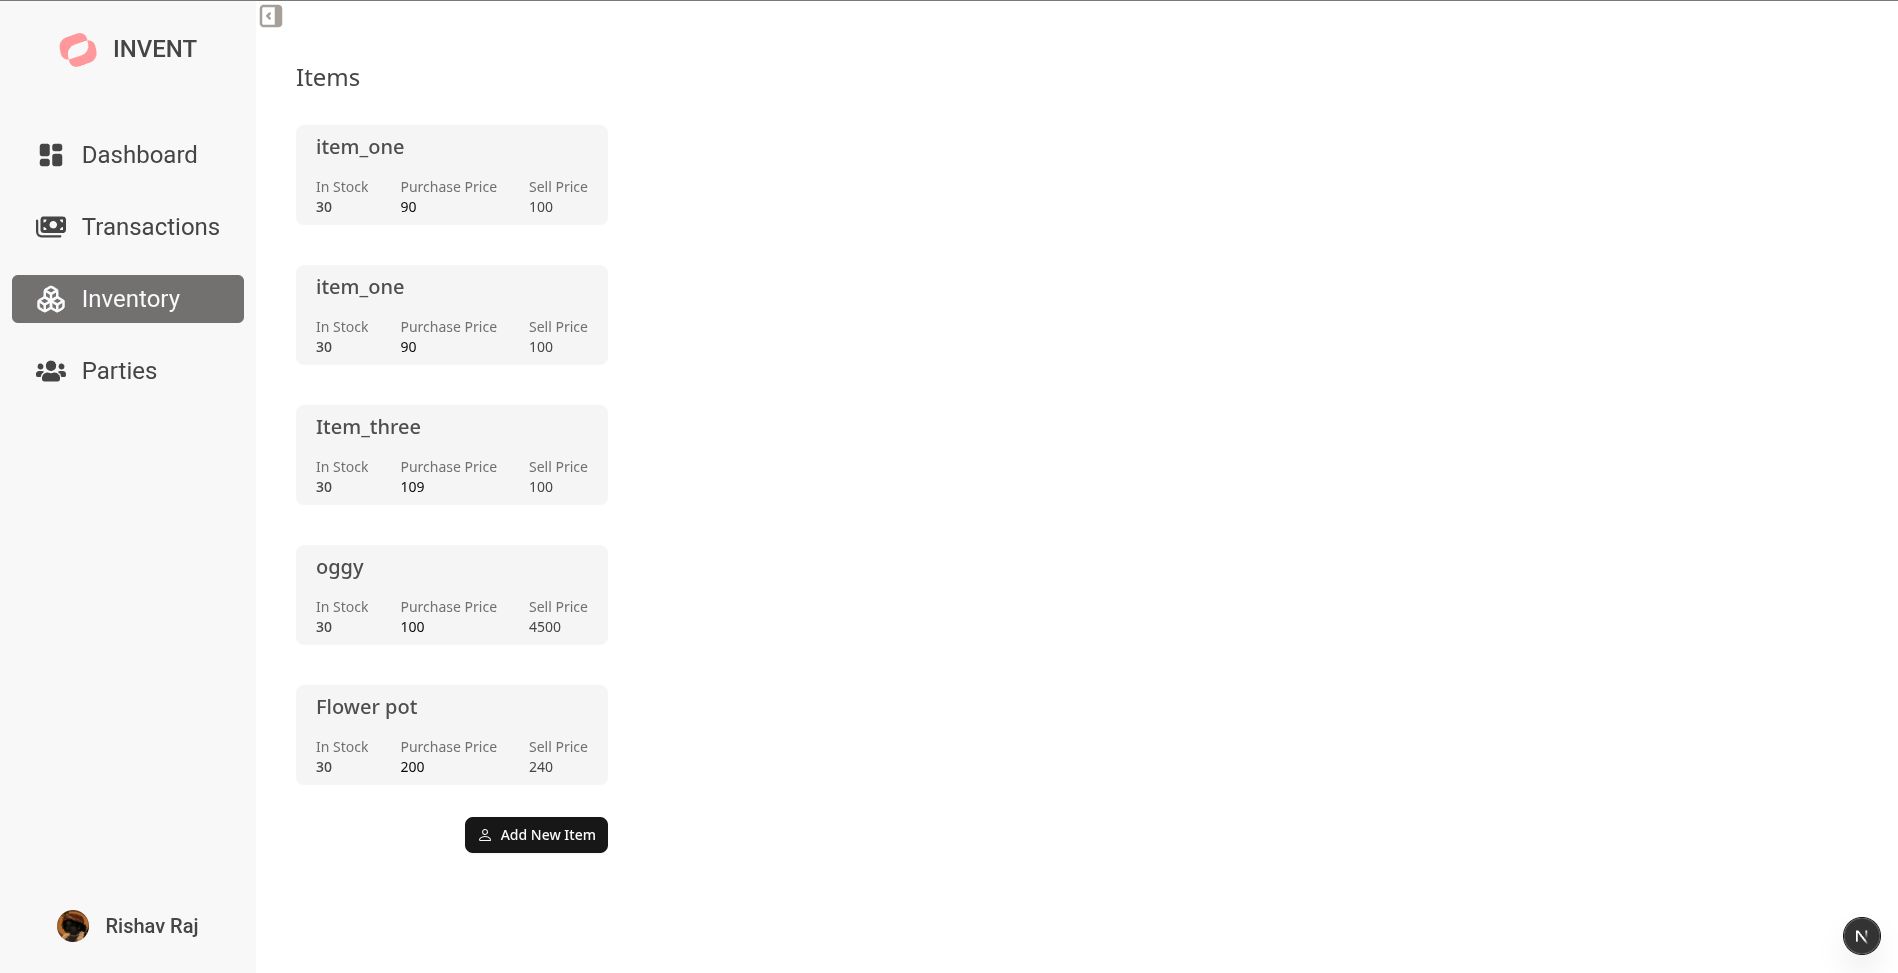 INVENT
Dashboard
Transactions
Inventory
Parties
Rishav Raj
Items
item_one
In Stock Purchase Price Sell Price
30 90 100
item_one
In Stock Purchase Price Sell Price
30 90 100
Item_three
In Stock Purchase Price Sell Price
30 109 100
oggy
In Stock Purchase Price Sell Price
30 100 4500
Flower pot
In Stock Purchase Price Sell Price
30 200 240
Add New Item
N